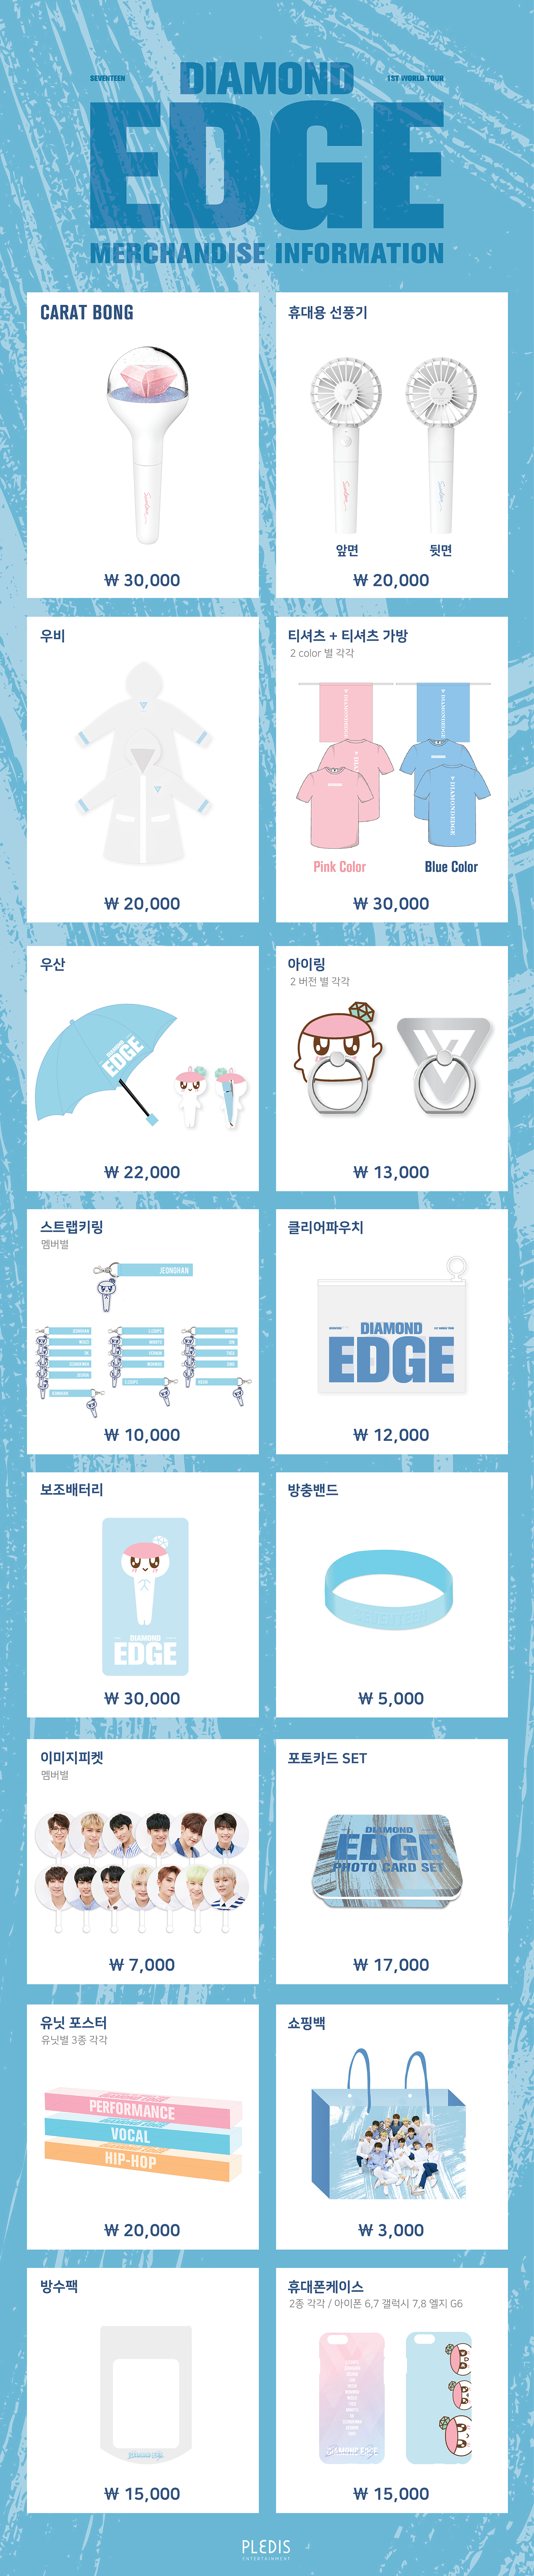 SEVENTEEN
DIAMOND
1ST WORLD TOUR
EDGE
MERCHANDISE INFORMATION
CARAT BONG
₩ 30,000
휴대용 선풍기
앞면
뒷면
₩ 20,000
우비
₩ 20,000
티셔츠 + 티셔츠 가방
2 color 별 각각
DIAMONDEDGE
Pink Color
Blue Color
₩ 30,000
우산
DIAMOND
EDGE
₩ 22,000
아이링
2 버전 별 각각
₩ 13,000
스트랩키링
멤버별
JEONGHAN
₩ 10,000
클리어파우치
DIAMOND
EDGE
₩ 12,000
보조배터리
DIAMOND
EDGE
₩ 30,000
방충밴드
₩ 5,000
이미지피켓
멤버별
₩ 7,000
포토카드 SET
DIAMOND
EDGE
PHOTO CARD SET
₩ 17,000
유닛 포스터
유닛별 3종 각각
PERFORMANCE
VOCAL
HIP-HOP
₩ 20,000
쇼핑백
₩ 3,000
방수팩
₩ 15,000
휴대폰케이스
2종 각각 / 아이폰 6,7 갤럭시 7,8 엘지 G6
DIAMOND EDGE
₩ 15,000
PLEDIS
ENTERTAINMENT